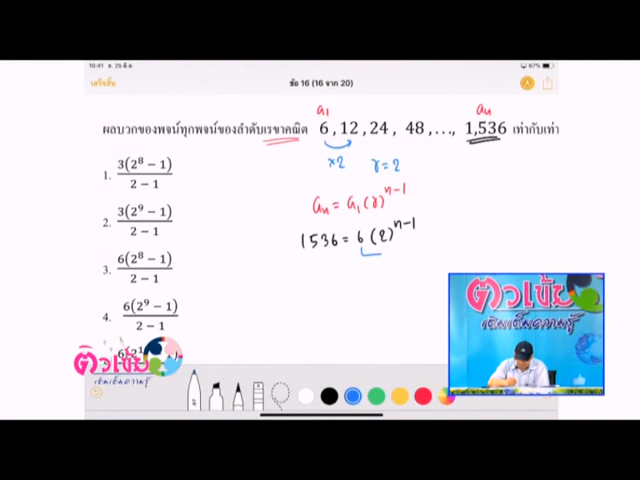 10:41 อ. 25 มิ.ย.
67%
เสร็จสิ้น
ข้อ 16 (16 จาก 20)
a₁
aₙ
ผลบวกของพจน์ทุกพจน์ของลำดับเรขาคณิต 6, 12, 24, 48, ..., 1,536 เท่ากับเท่า
×2 r = 2
1. 3(2⁸ − 1) / 2 − 1
aₙ = a₁(r)ⁿ⁻¹
2. 3(2⁹ − 1) / 2 − 1
1536 = 6(2)ⁿ⁻¹
3. 6(2⁸ − 1) / 2 − 1
4. 6(2⁹ − 1) / 2 − 1
ติวเข้ม
เติมเต็มความรู้
ติวเข้ม
เติมเต็มความรู้